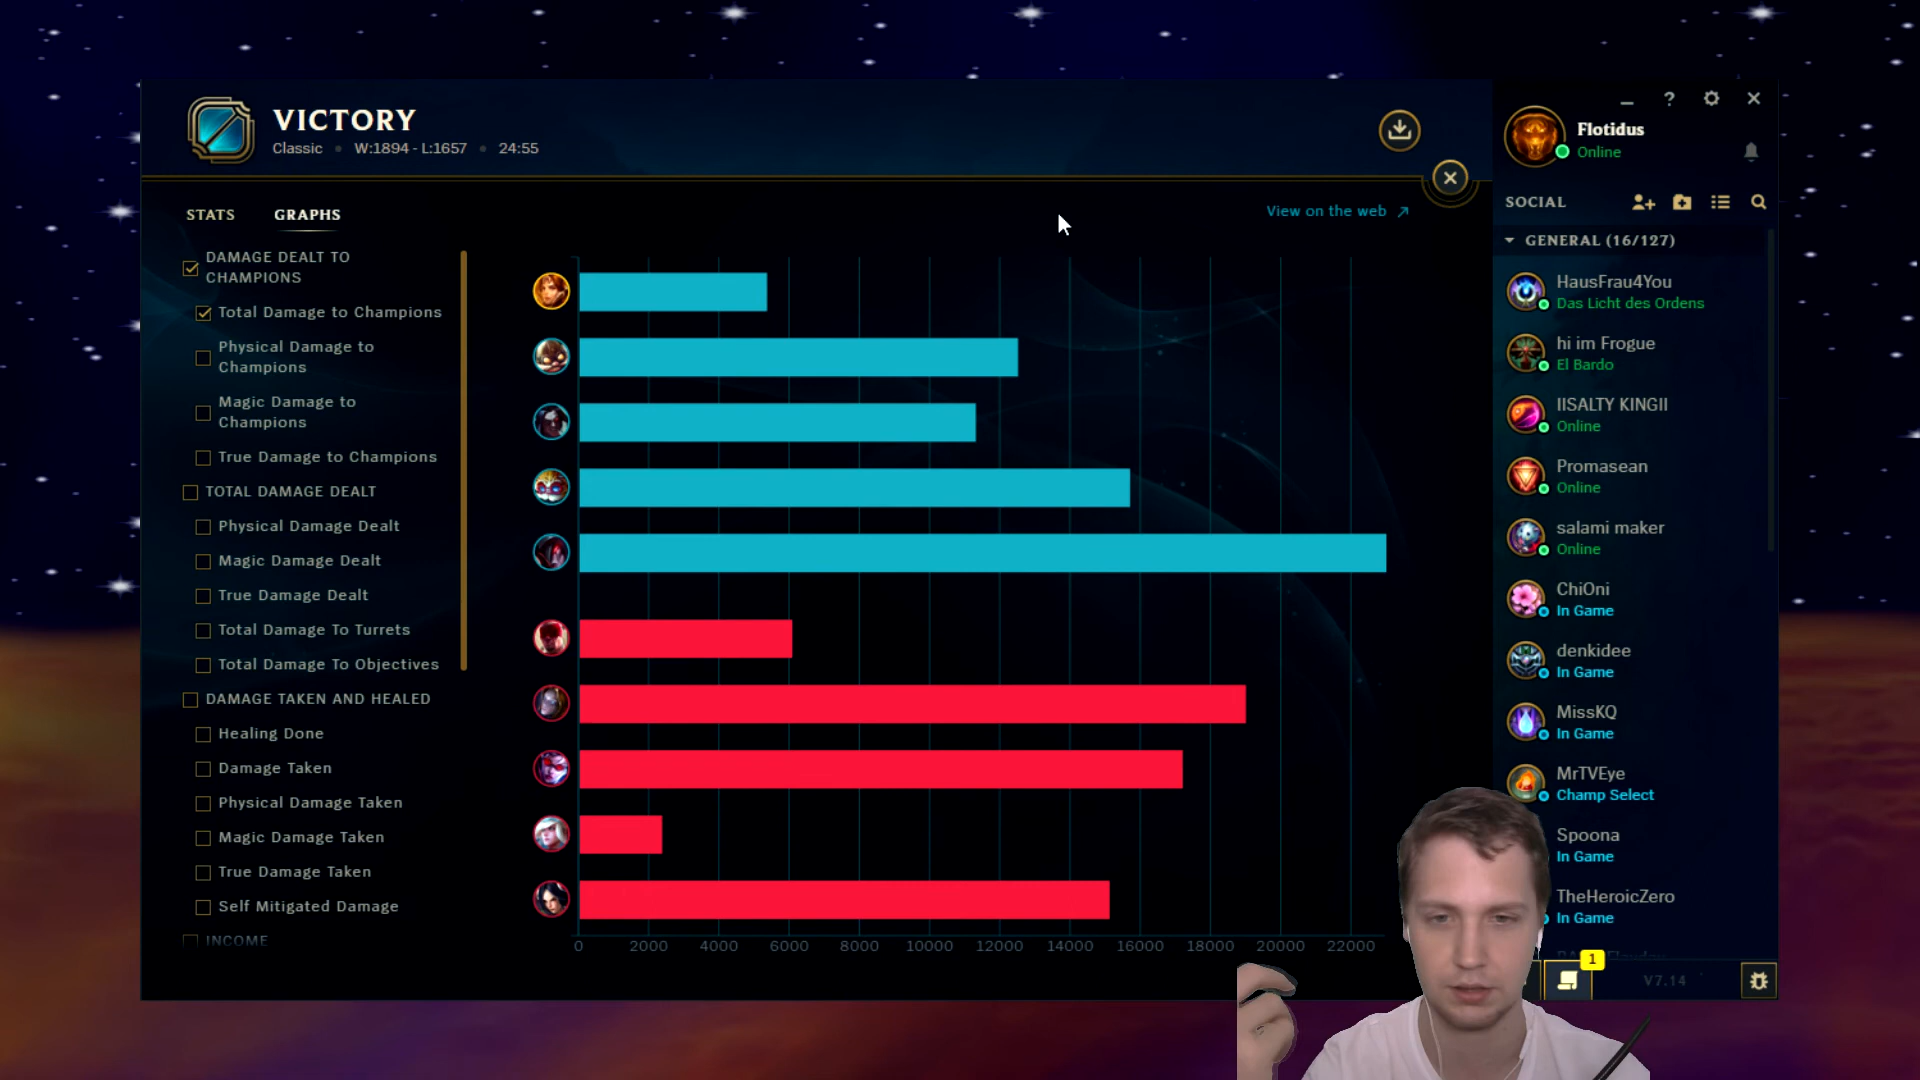 VICTORY
Classic • W:1894 - L:1657 • 24:55
STATS GRAPHS
View on the web
DAMAGE DEALT TO
CHAMPIONS
Total Damage to Champions
Physical Damage to
Champions
Magic Damage to
Champions
True Damage to Champions
TOTAL DAMAGE DEALT
Physical Damage Dealt
Magic Damage Dealt
True Damage Dealt
Total Damage To Turrets
Total Damage To Objectives
DAMAGE TAKEN AND HEALED
Healing Done
Damage Taken
Physical Damage Taken
Magic Damage Taken
True Damage Taken
Self Mitigated Damage
INCOME
0 2000 4000 6000 8000 10000 12000 14000 16000 18000 20000 22000
?
Flotidus
Online
SOCIAL
GENERAL (16/127)
HausFrau4You
Das Licht des Ordens
hi im Frogue
El Bardo
IISALTY KINGII
Online
Promasean
Online
salami maker
Online
ChiOni
In Game
denkidee
In Game
MissKQ
In Game
MrTVEye
Champ Select
Spoona
In Game
TheHeroicZero
In Game
1
V7.14